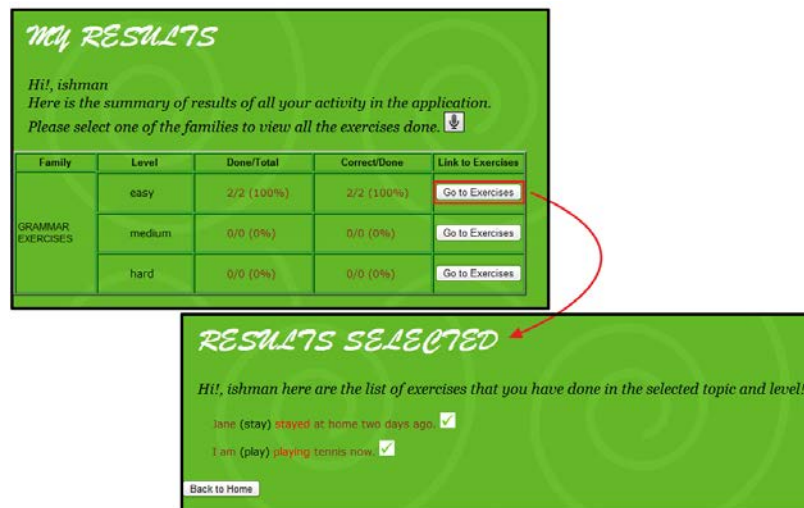 MY RESULTS
Hi!, ishman
Here is the summary of results of all your activity in the application.
Please select one of the families to view all the exercises done.
Family Level Done/Total Correct/Done Link to Exercises
GRAMMAR EXERCISES
easy 2/2 (100%) 2/2 (100%) Go to Exercises
medium 0/0 (0%) 0/0 (0%) Go to Exercises
hard 0/0 (0%) 0/0 (0%) Go to Exercises
RESULTS SELECTED
Hi!, ishman here are the list of exercises that you have done in the selected topic and level!
Jane (stay) stayed at home two days ago.
I am (play) playing tennis now.
Back to Home